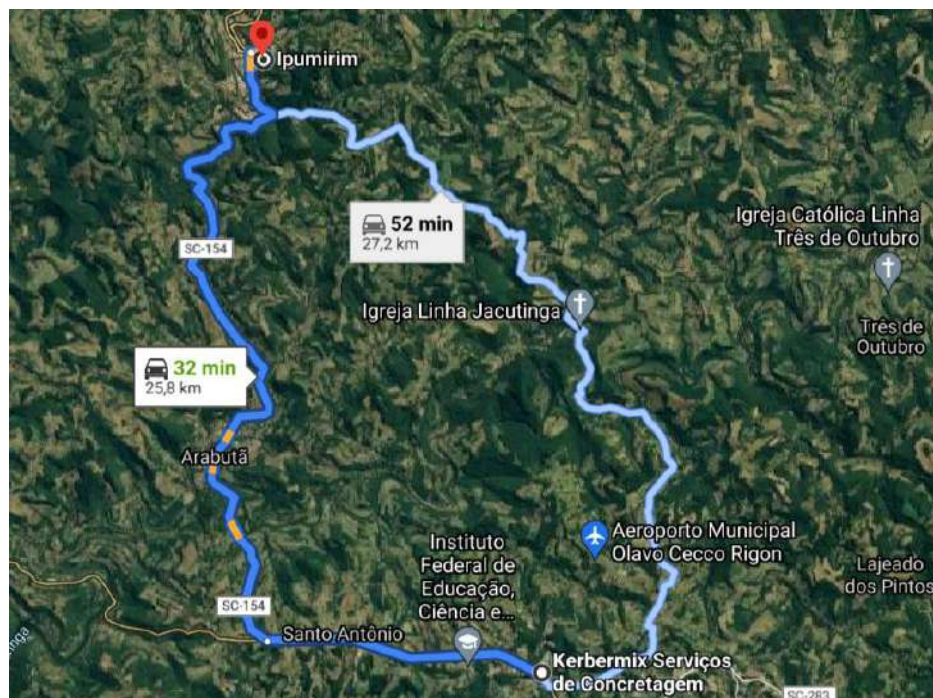 Ipumirim
SC-154
52 min
27,2 km
Igreja Católica Linha
Três de Outubro
Igreja Linha Jacutinga
Três de
Outubro
32 min
25,8 km
Arabutã
Aeroporto Municipal
Olavo Cecco Rigon
Instituto
Federal de
Educação,
Ciência e...
Lajeado
dos Pintos
SC-154
Santo Antônio
Kerbermix Serviços
de Concretagem
SC-283